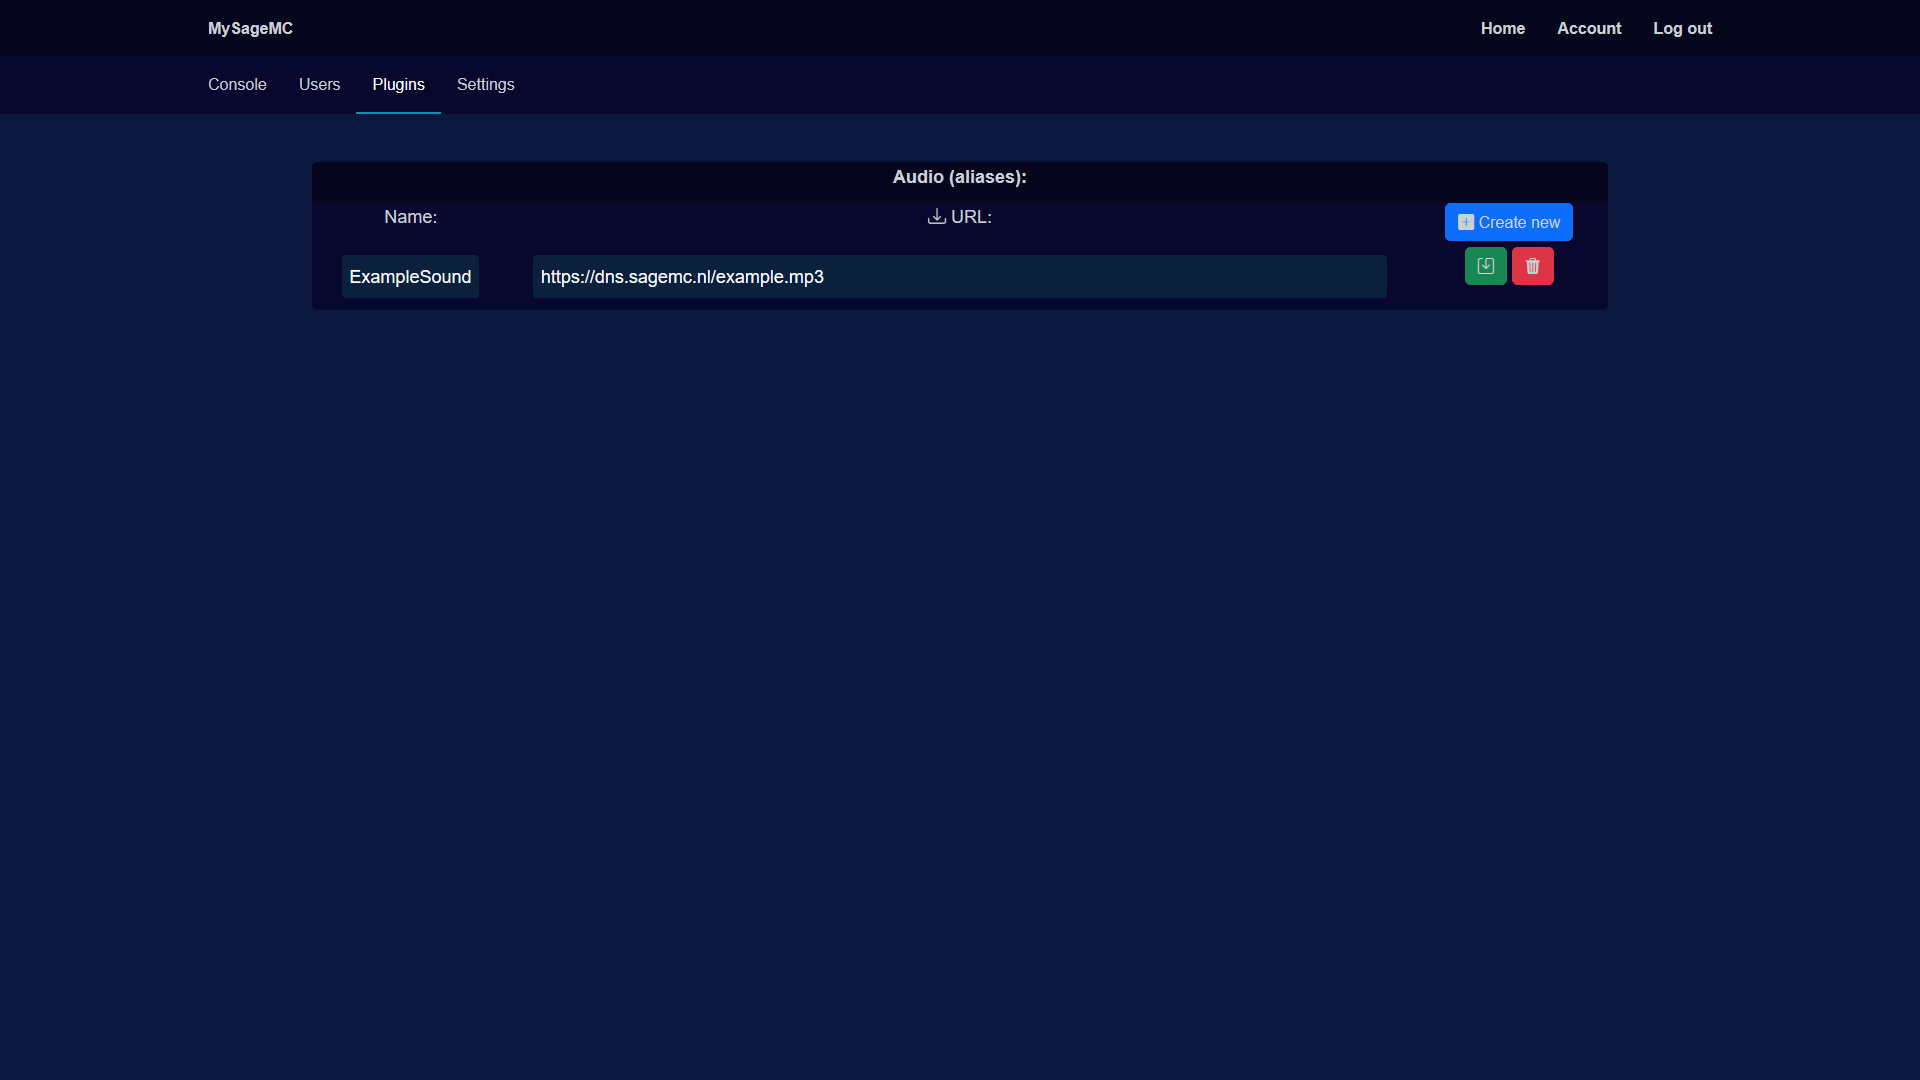 MySageMC Home Account Log out
Console Users Plugins Settings
Audio (aliases):
Name: URL: Create new
ExampleSound https://dns.sagemc.nl/example.mp3